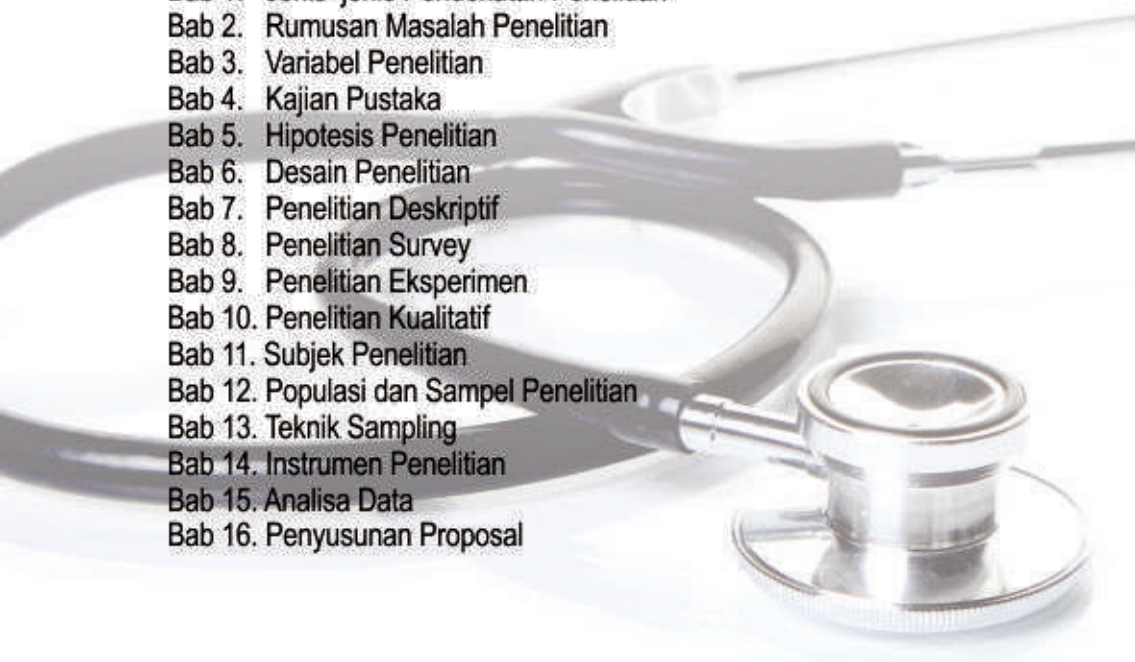 Bab 2. Rumusan Masalah Penelitian
Bab 3. Variabel Penelitian
Bab 4. Kajian Pustaka
Bab 5. Hipotesis Penelitian
Bab 6. Desain Penelitian
Bab 7. Penelitian Deskriptif
Bab 8. Penelitian Survey
Bab 9. Penelitian Eksperimen
Bab 10. Penelitian Kualitatif
Bab 11. Subjek Penelitian
Bab 12. Populasi dan Sampel Penelitian
Bab 13. Teknik Sampling
Bab 14. Instrumen Penelitian
Bab 15. Analisa Data
Bab 16. Penyusunan Proposal